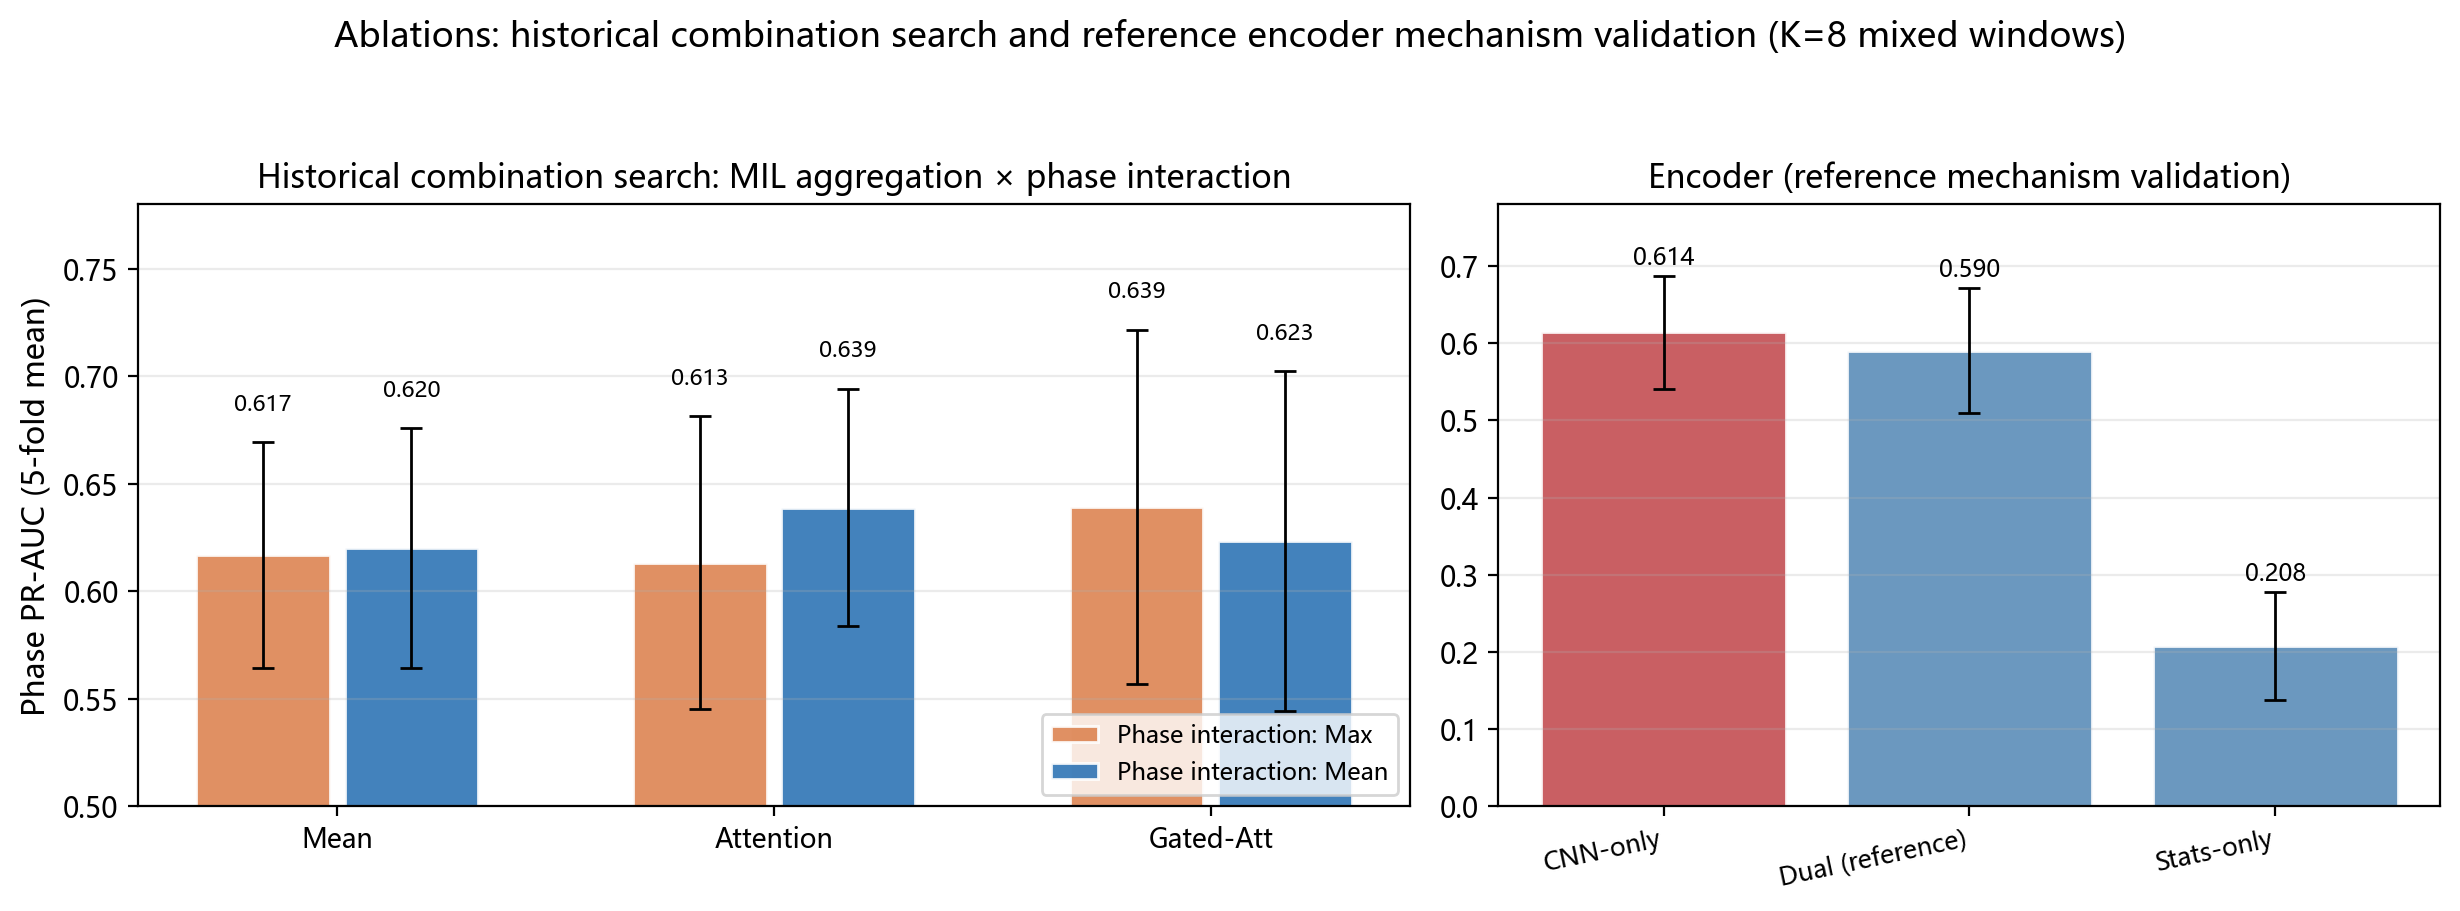 Ablations: historical combination search and reference encoder mechanism validation (K=8 mixed windows)
Historical combination search: MIL aggregation × phase interaction
Phase PR-AUC (5-fold mean)
0.75
0.70
0.65
0.60
0.55
0.50
0.617
0.620
0.613
0.639
0.639
0.623
Phase interaction: Max
Phase interaction: Mean
Mean
Attention
Gated-Att
Encoder (reference mechanism validation)
0.7
0.6
0.5
0.4
0.3
0.2
0.1
0.0
0.614
0.590
0.208
CNN-only
Dual (reference)
Stats-only